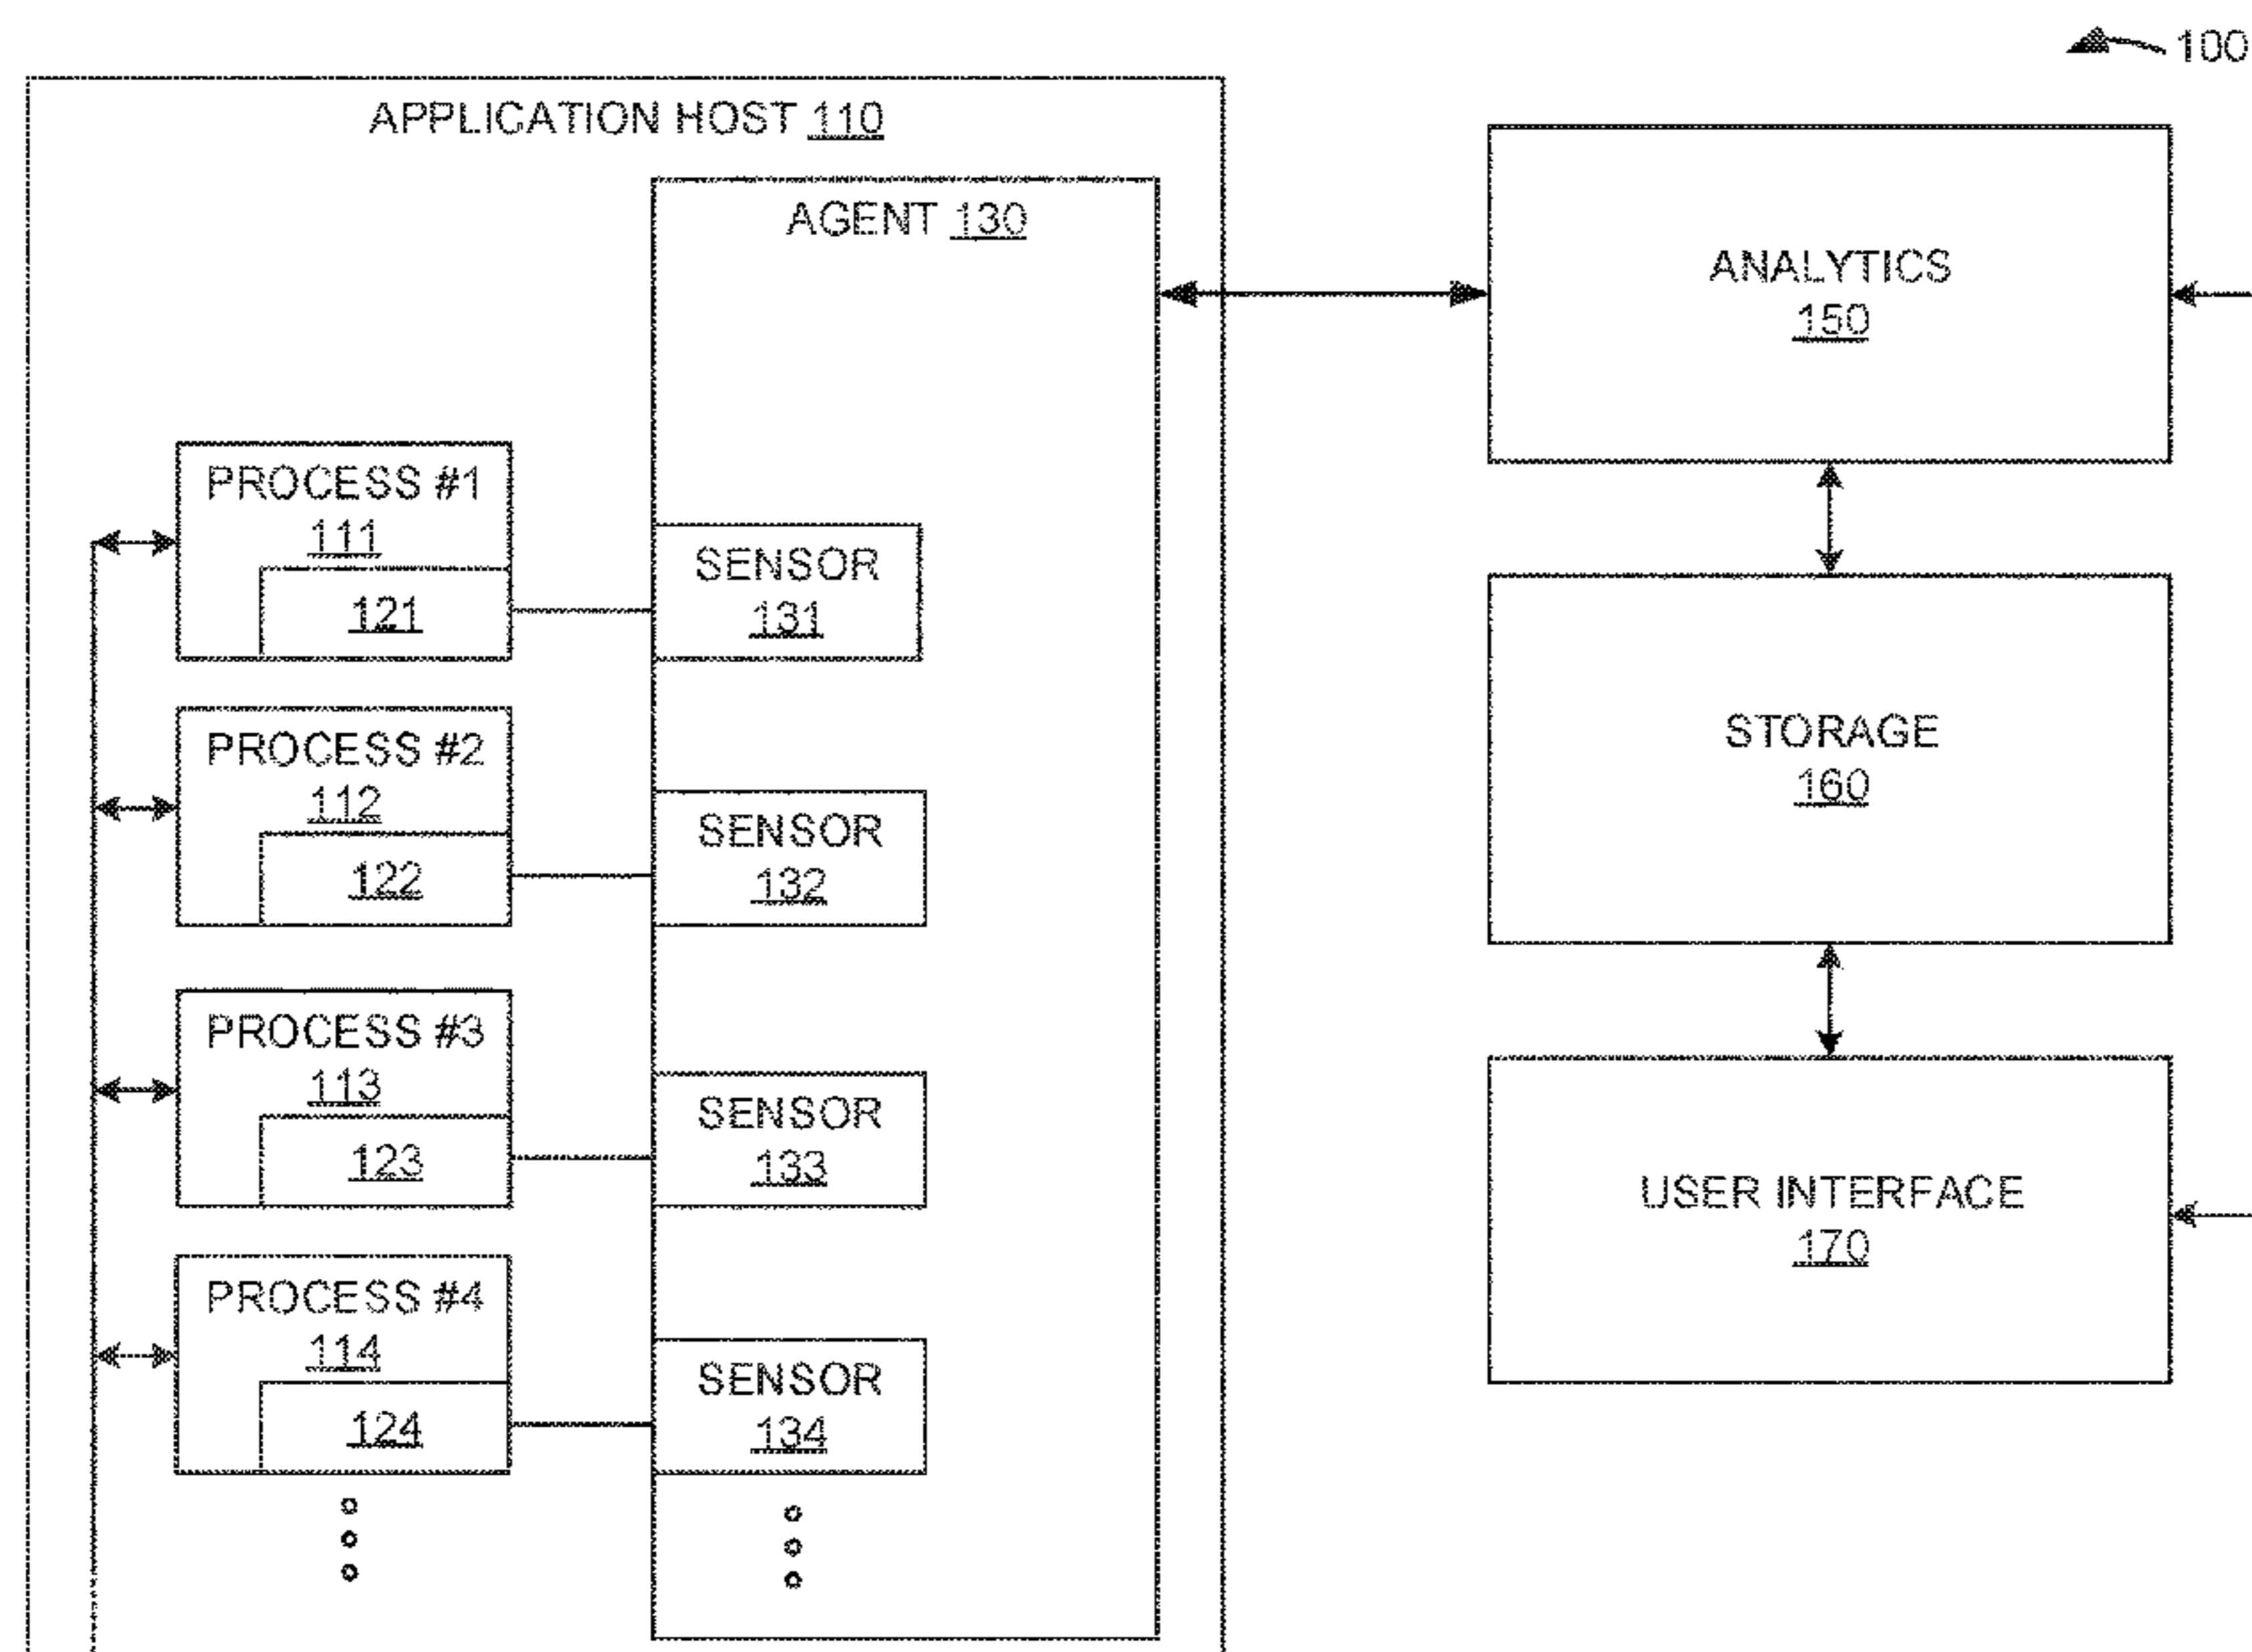 100
APPLICATION HOST 110
AGENT 130
PROCESS #1
111
121
SENSOR
131
PROCESS #2
112
122
SENSOR
132
PROCESS #3
113
123
SENSOR
133
PROCESS #4
114
124
SENSOR
134
ANALYTICS
150
STORAGE
160
USER INTERFACE
170